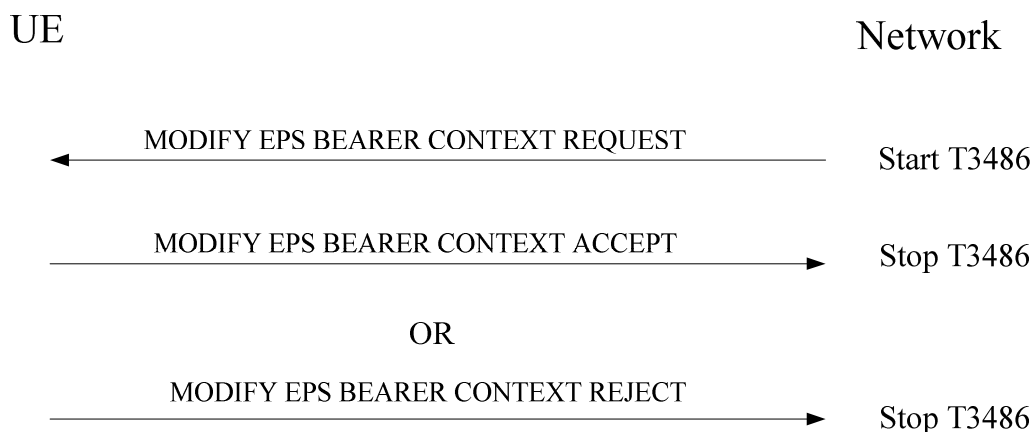 UE
Network
MODIFY EPS BEARER CONTEXT REQUEST
Start T3486
MODIFY EPS BEARER CONTEXT ACCEPT
Stop T3486
OR
MODIFY EPS BEARER CONTEXT REJECT
Stop T3486